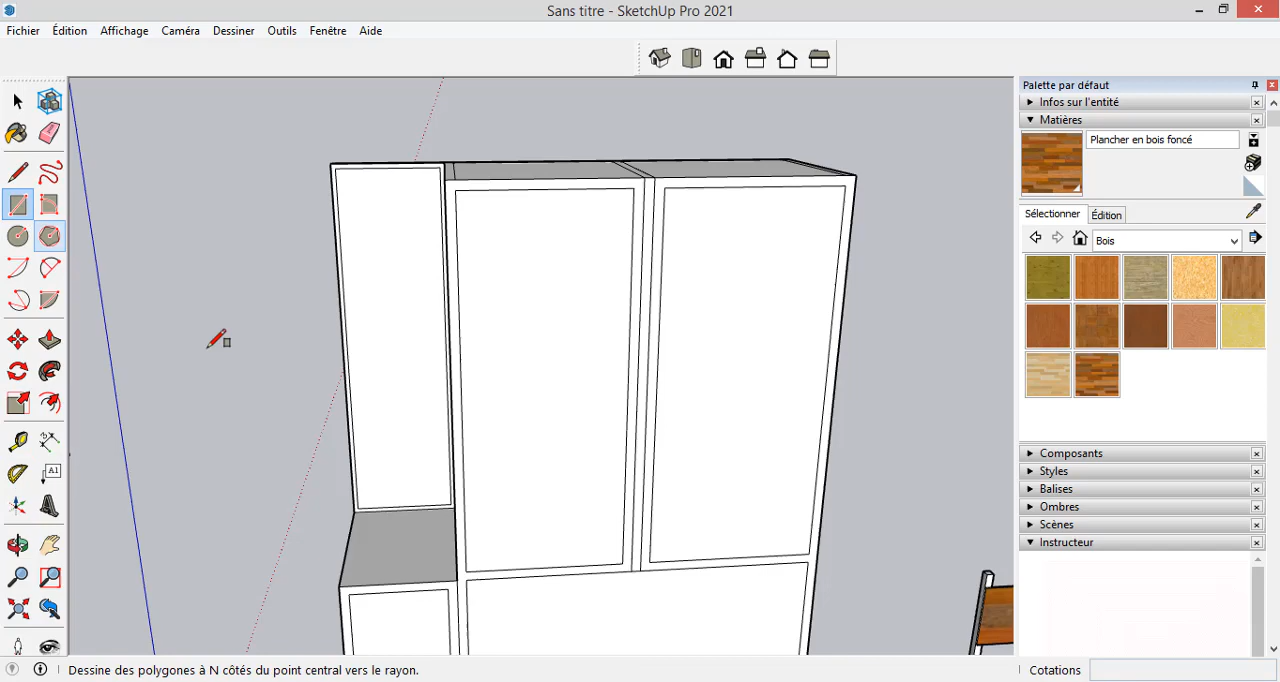 Sans titre - SketchUp Pro 2021
Fichier Édition Affichage Caméra Dessiner Outils Fenêtre Aide
Palette par défaut
Infos sur l'entité
Matières
Plancher en bois foncé
Sélectionner Édition
Bois
A1
Composants
Styles
Balises
Ombres
Scènes
Instructeur
Dessine des polygones à N côtés du point central vers le rayon.
Cotations